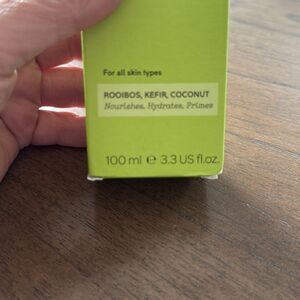 For all skin types
ROOIBOS, KEFIR, COCONUT
Nourishes, Hydrates, Primes
100 ml ℮ 3.3 US fl.oz.